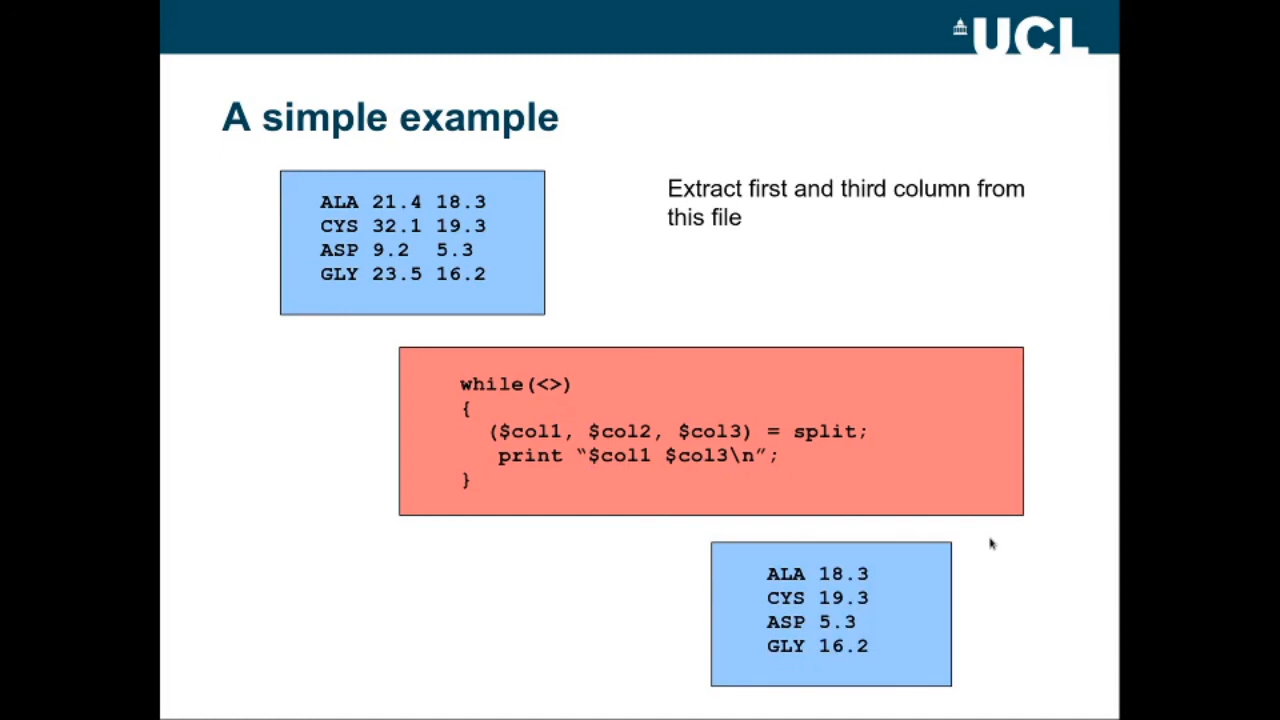 UCL
A simple example
ALA 21.4 18.3
CYS 32.1 19.3
ASP 9.2 5.3
GLY 23.5 16.2
Extract first and third column from
this file
while(<>)
{
($col1, $col2, $col3) = split;
print “$col1 $col3\n”;
}
ALA 18.3
CYS 19.3
ASP 5.3
GLY 16.2